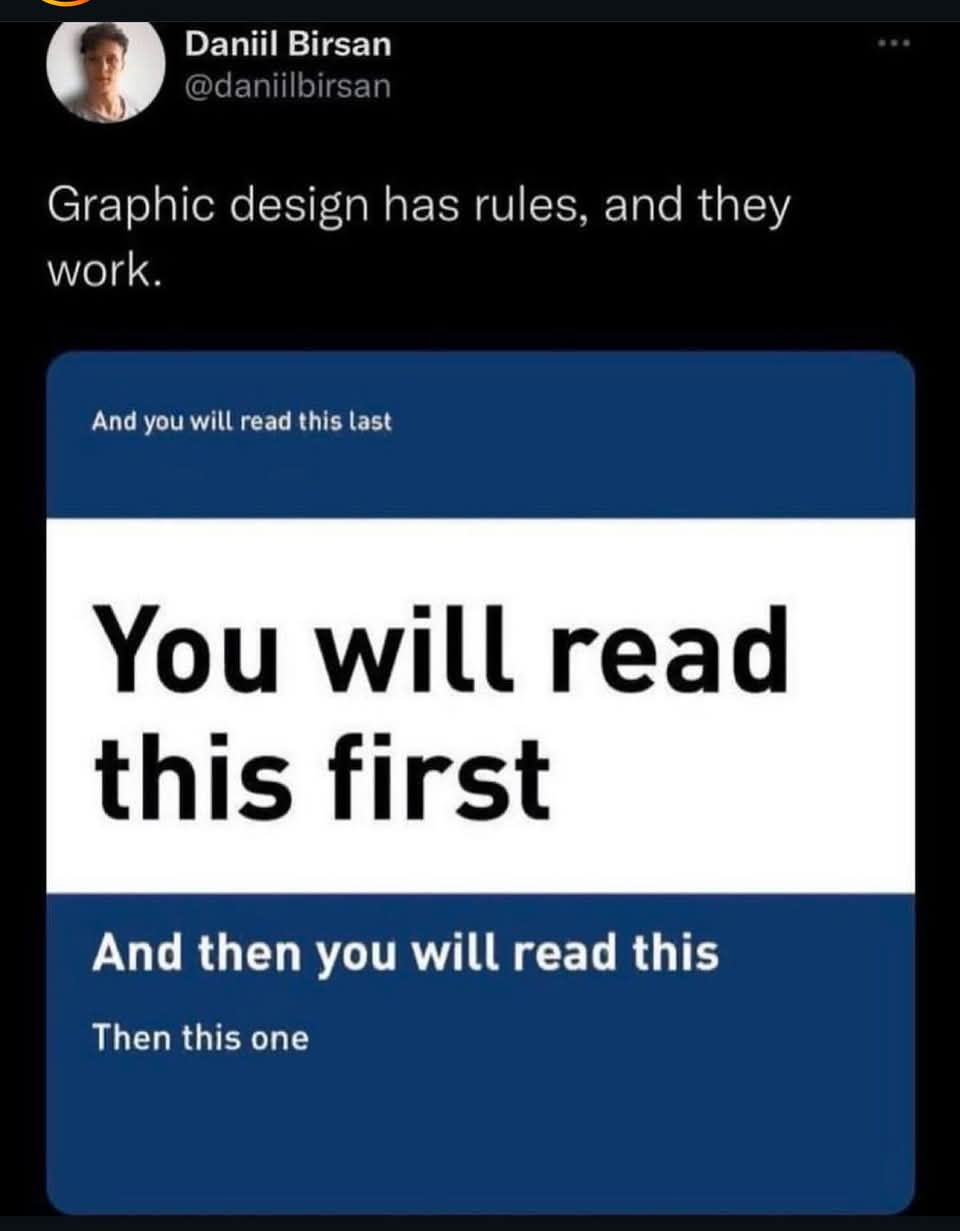 Daniil Birsan
@daniilbirsan
Graphic design has rules, and they
work.
And you will read this last
You will read
this first
And then you will read this
Then this one